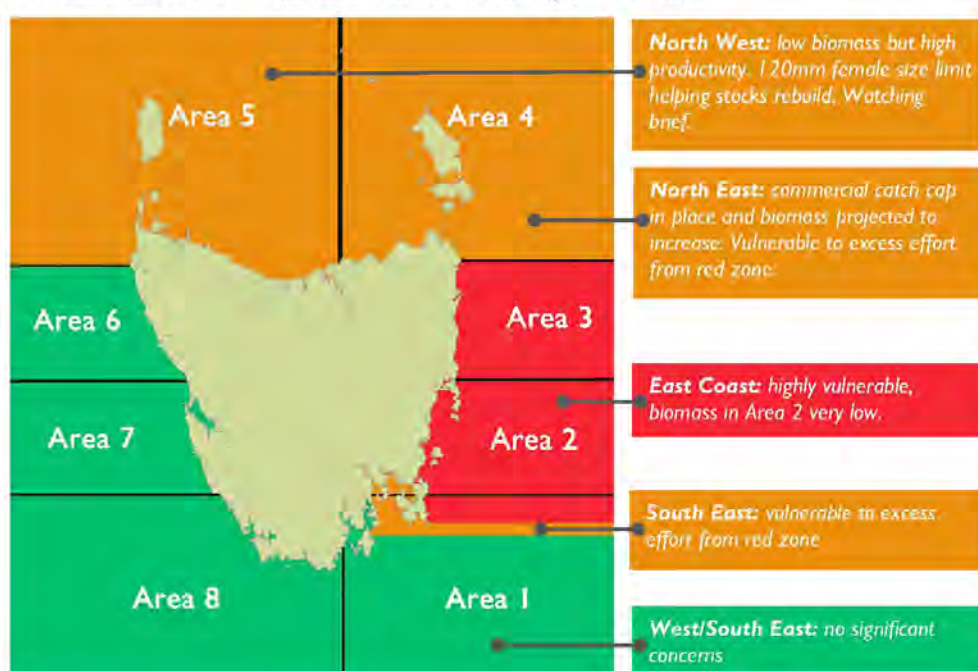 North West: low biomass but high
productivity. 120mm female size limit
helping stocks rebuild. Watching
brief.
Area 5
Area 4
North East: commercial catch cap
in place and biomass projected to
increase. Vulnerable to excess effort
from red zone.
Area 6
Area 3
East Coast: highly vulnerable,
biomass in Area 2 very low.
Area 7
Area 2
South East: vulnerable to excess
effort from red zone
Area 8
Area 1
West/South East: no significant
concerns